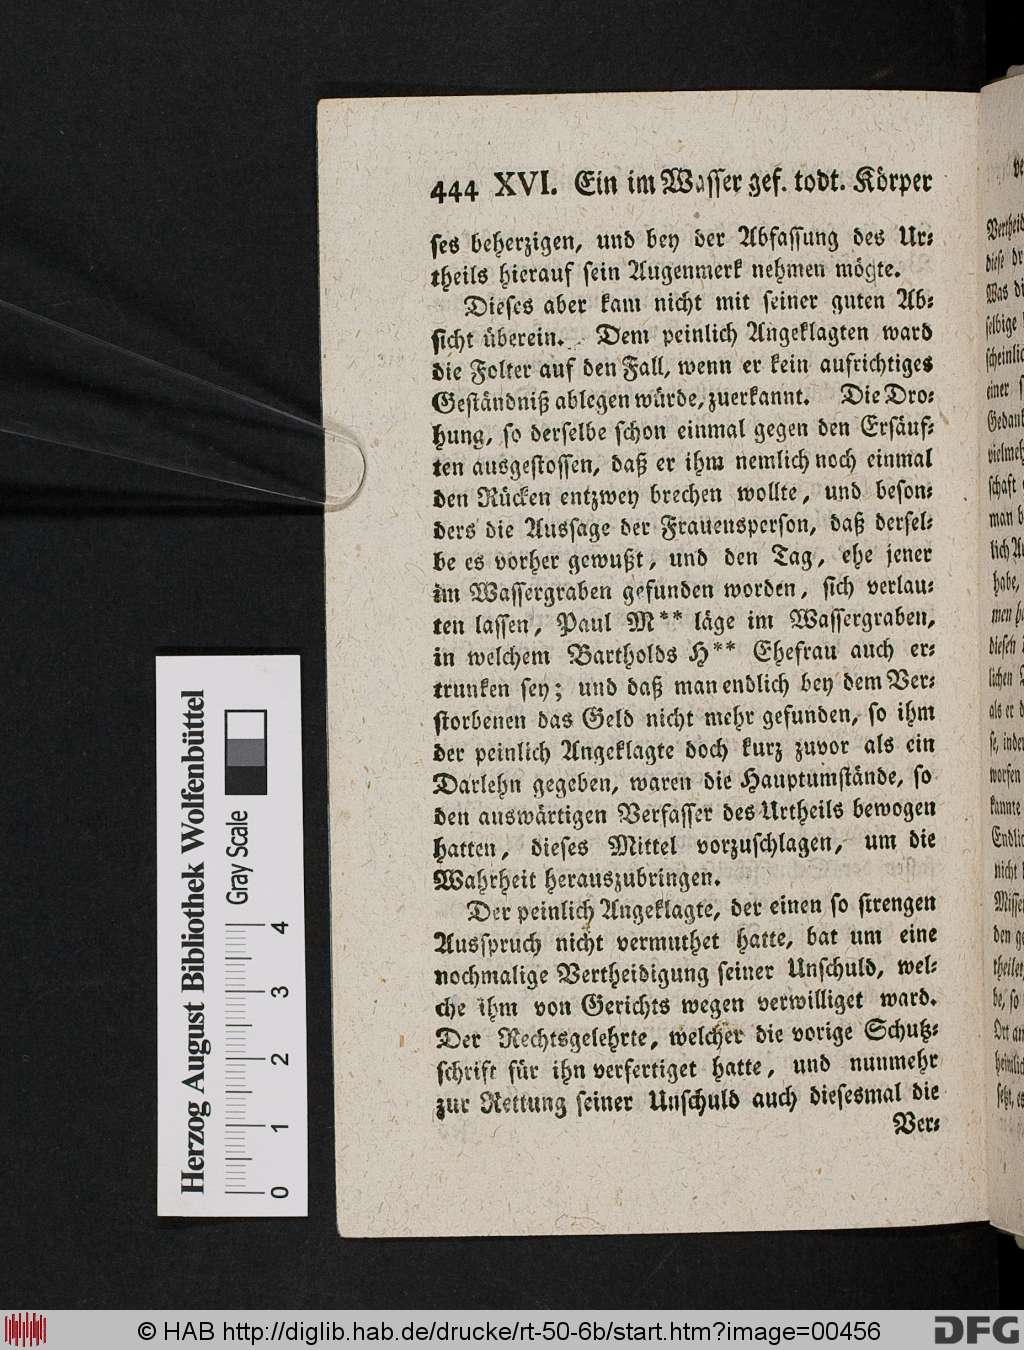 444 XVI. Ein im Wasser gef. todt. Körper
ses beherzigen, und bey der Abfassung des Ur⸗
theils hierauf sein Augenmerk nehmen mögte.
Dieses aber kam nicht mit seiner guten Ab⸗
sicht überein. Dem peinlich Angeklagten ward
die Folter auf den Fall, wenn er kein aufrichtiges
Geständniß ablegen würde, zuerkannt. Die Dro⸗
hung, so derselbe schon einmal gegen den Ersäuf⸗
ten ausgestossen, daß er ihm nemlich noch einmal
den Rücken entzwey brechen wollte, und beson⸗
ders die Aussage der Frauensperson, daß dersel⸗
be es vorher gewußt, und den Tag, ehe jener
im Wassergraben gefunden worden, sich verlau⸗
ten lassen, Paul M** läge im Wassergraben,
in welchem Bartholds H** Ehefrau auch er⸗
trunken sey; und daß man endlich bey dem Ver⸗
storbenen das Geld nicht mehr gefunden, so ihm
der peinlich Angeklagte doch kurz zuvor als ein
Darlehn gegeben, waren die Hauptumstände, so
den auswärtigen Verfasser des Urtheils bewogen
hatten, dieses Mittel vorzuschlagen, um die
Wahrheit herauszubringen.
Der peinlich Angeklagte, der einen so strengen
Ausspruch nicht vermuthet hatte, bat um eine
nochmalige Vertheidigung seiner Unschuld, wel⸗
che ihm von Gerichts wegen verwilliget ward.
Der Rechtsgelehrte, welcher die vorige Schutz⸗
schrift für ihn verfertiget hatte, und nunmehr
zur Rettung seiner Unschuld auch diesesmal die
Ver⸗
Herzog August Bibliothek Wolfenbüttel
Gray Scale
0 1 2 3 4
© HAB http://diglib.hab.de/drucke/rt-50-6b/start.htm?image=00456
DFG